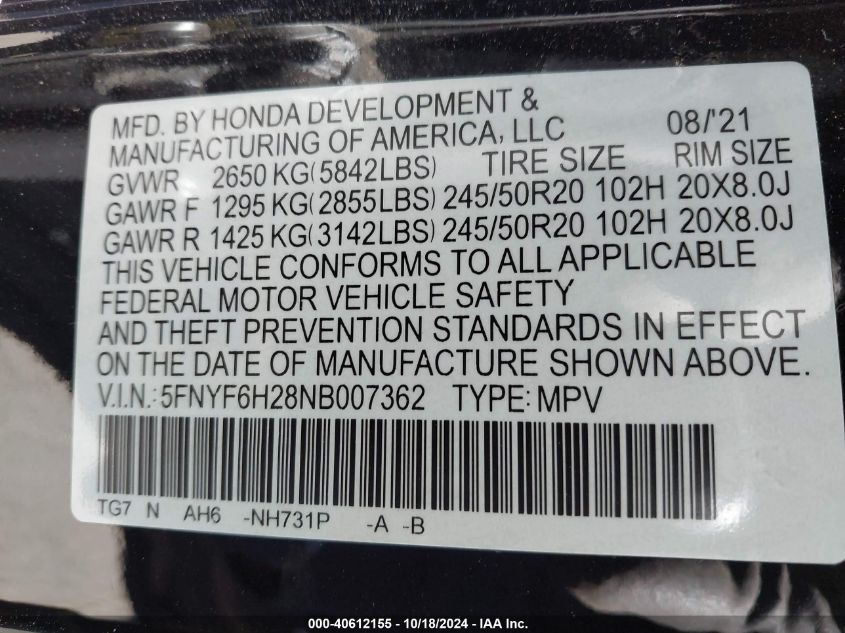 MFD. BY HONDA DEVELOPMENT &
MANUFACTURING OF AMERICA, LLC 08/'21
GVWR 2650 KG(5842LBS) TIRE SIZE RIM SIZE
GAWR F 1295 KG(2855LBS) 245/50R20 102H 20X8.0J
GAWR R 1425 KG(3142LBS) 245/50R20 102H 20X8.0J
THIS VEHICLE CONFORMS TO ALL APPLICABLE
FEDERAL MOTOR VEHICLE SAFETY
AND THEFT PREVENTION STANDARDS IN EFFECT
ON THE DATE OF MANUFACTURE SHOWN ABOVE.
V.I.N.: 5FNYF6H28NB007362 TYPE: MPV
TG7 N AH6 -NH731P -A -B
000-40612155 - 10/18/2024 - IAA Inc.